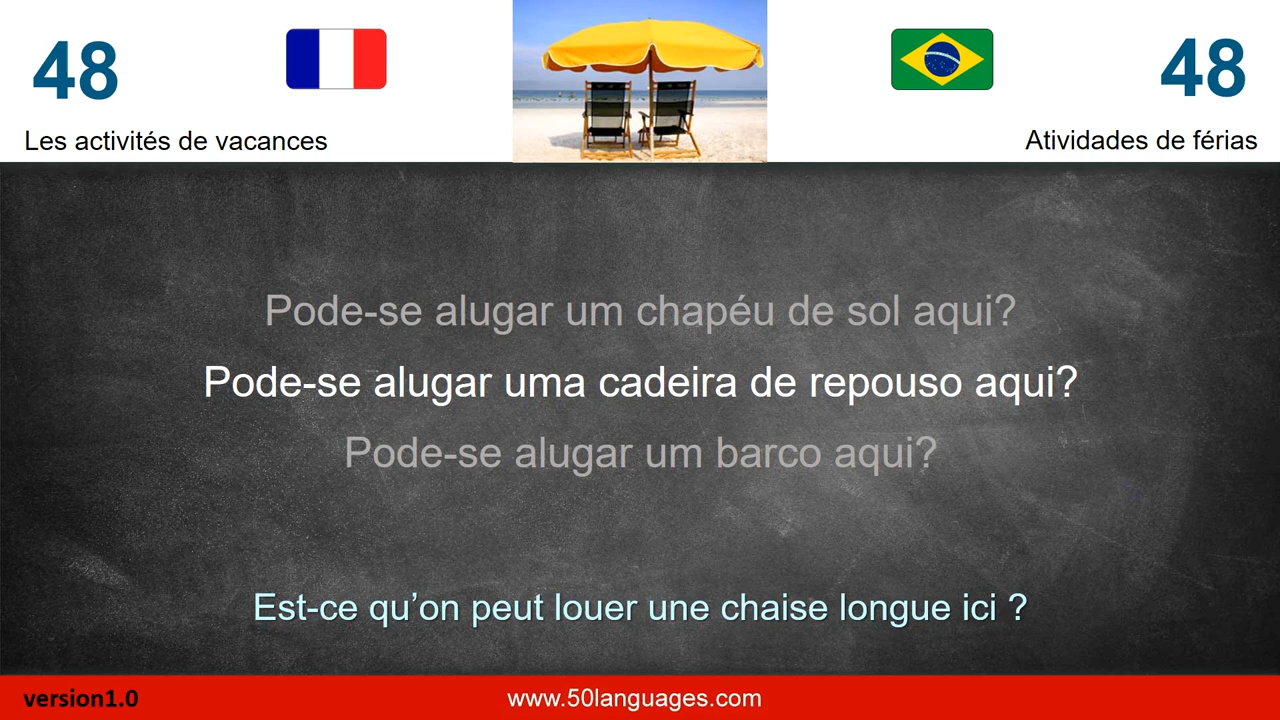 48
48
Les activités de vacances
Atividades de férias
Pode-se alugar um chapéu de sol aqui?
Pode-se alugar uma cadeira de repouso aqui?
Pode-se alugar um barco aqui?
Est-ce qu’on peut louer une chaise longue ici ?
version1.0
www.50languages.com